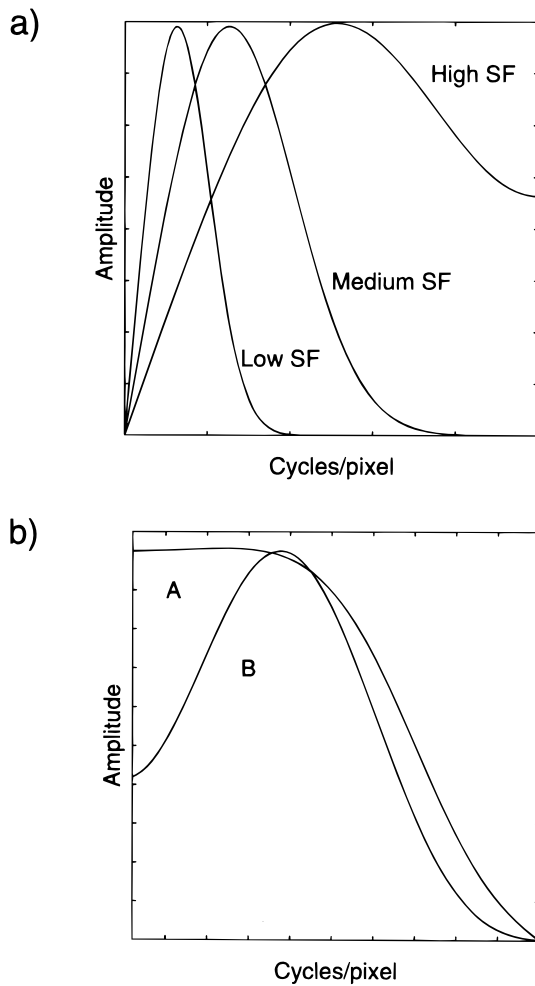 a)
High SF
Medium SF
Low SF
Amplitude
Cycles/pixel
b)
A
B
Amplitude
Cycles/pixel